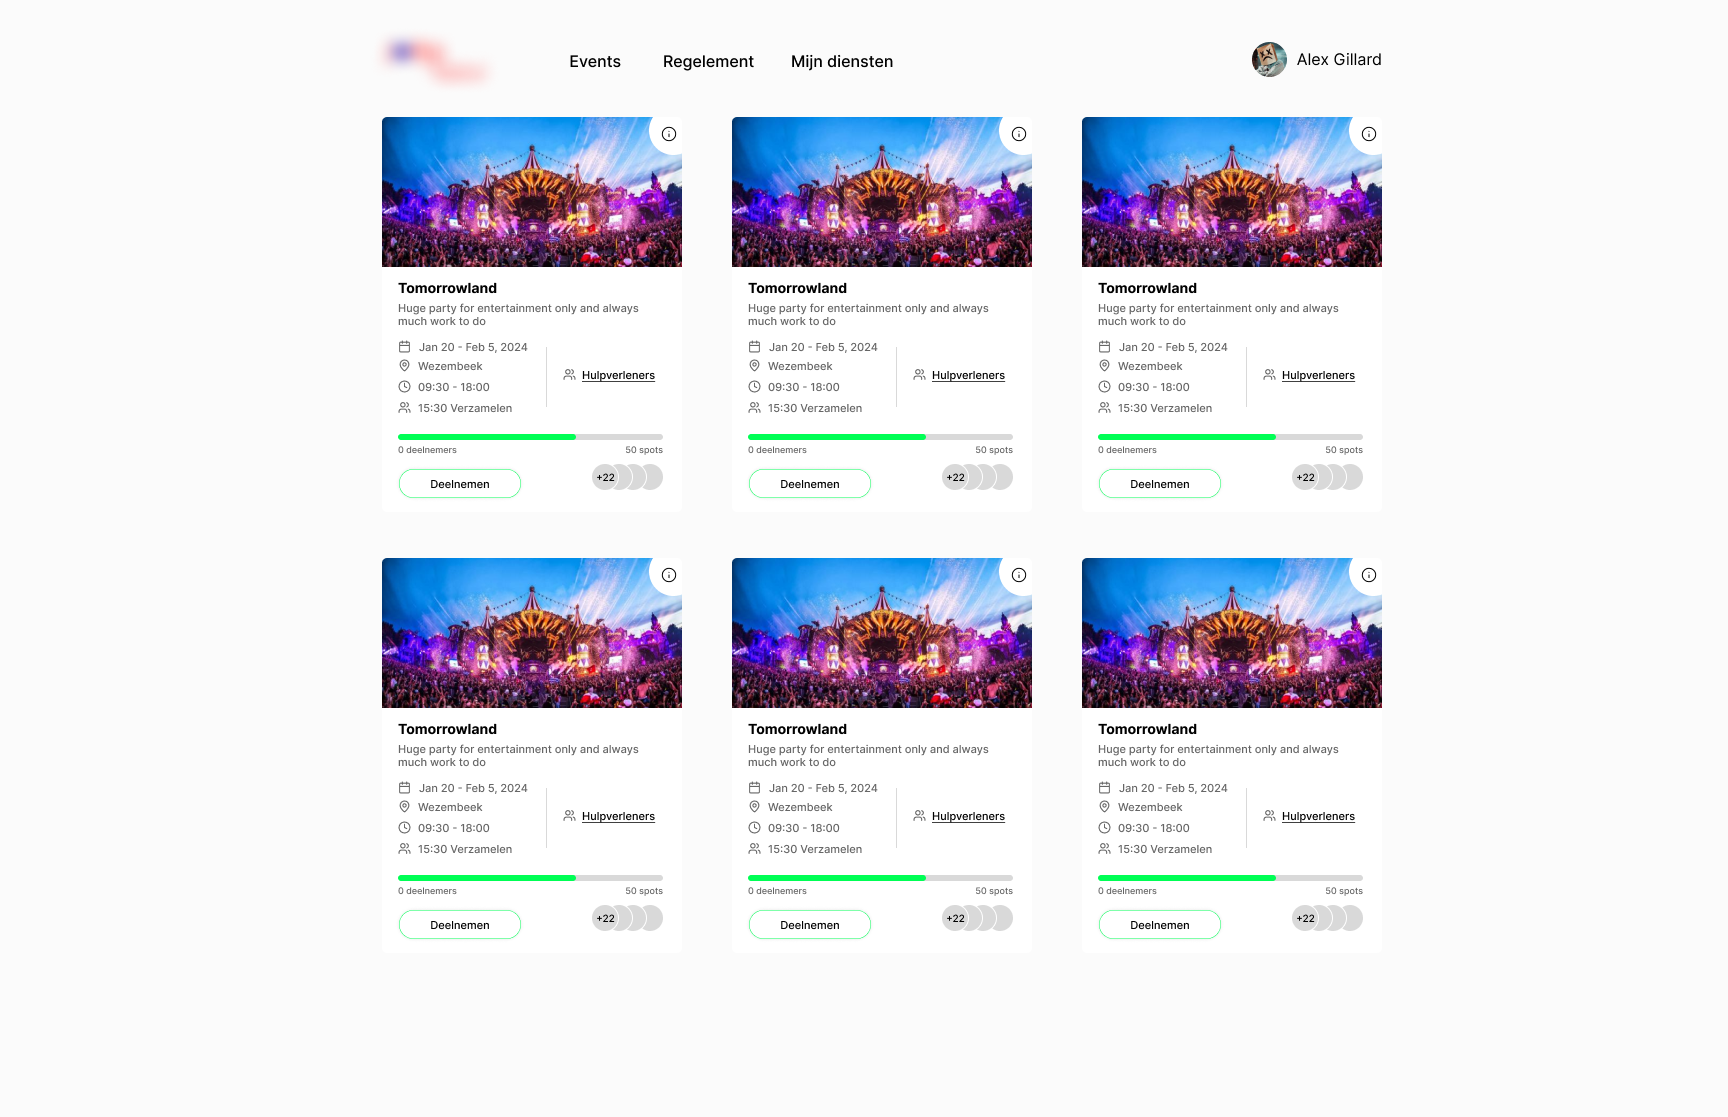 Events
Regelement
Mijn diensten
Alex Gillard
Tomorrowland
Huge party for entertainment only and always
much work to do
Jan 20 - Feb 5, 2024
Wezembeek
09:30 - 18:00
15:30 Verzamelen
Hulpverleners
0 deelnemers
50 spots
Deelnemen
+22
Tomorrowland
Huge party for entertainment only and always
much work to do
Jan 20 - Feb 5, 2024
Wezembeek
09:30 - 18:00
15:30 Verzamelen
Hulpverleners
0 deelnemers
50 spots
Deelnemen
+22
Tomorrowland
Huge party for entertainment only and always
much work to do
Jan 20 - Feb 5, 2024
Wezembeek
09:30 - 18:00
15:30 Verzamelen
Hulpverleners
0 deelnemers
50 spots
Deelnemen
+22
Tomorrowland
Huge party for entertainment only and always
much work to do
Jan 20 - Feb 5, 2024
Wezembeek
09:30 - 18:00
15:30 Verzamelen
Hulpverleners
0 deelnemers
50 spots
Deelnemen
+22
Tomorrowland
Huge party for entertainment only and always
much work to do
Jan 20 - Feb 5, 2024
Wezembeek
09:30 - 18:00
15:30 Verzamelen
Hulpverleners
0 deelnemers
50 spots
Deelnemen
+22
Tomorrowland
Huge party for entertainment only and always
much work to do
Jan 20 - Feb 5, 2024
Wezembeek
09:30 - 18:00
15:30 Verzamelen
Hulpverleners
0 deelnemers
50 spots
Deelnemen
+22